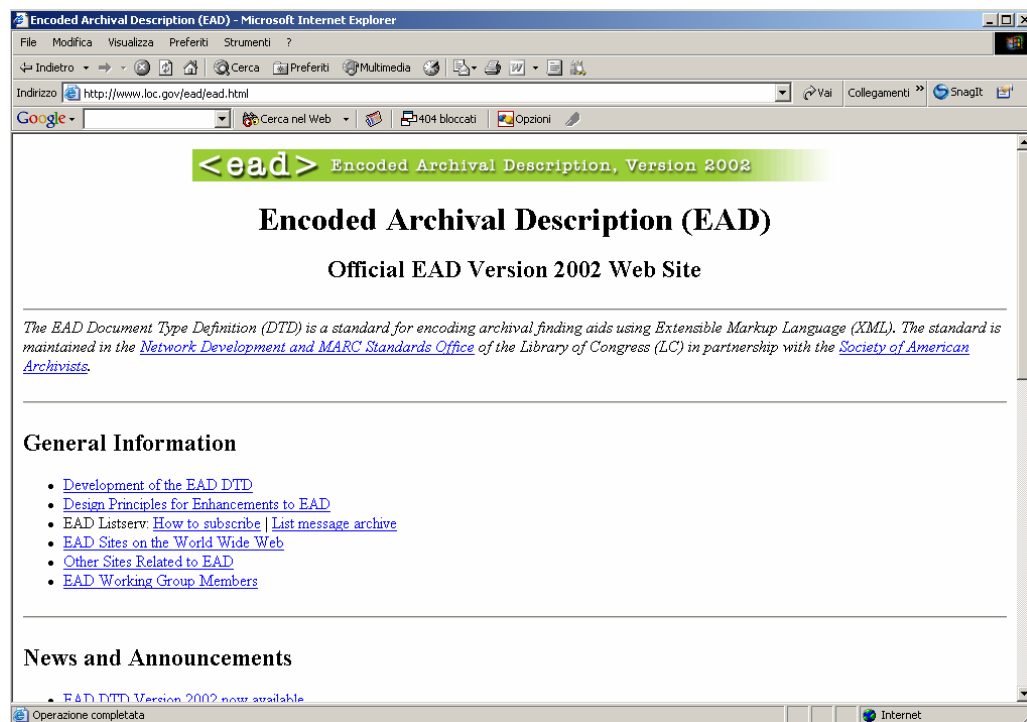 Encoded Archival Description (EAD) - Microsoft Internet Explorer
File Modifica Visualizza Preferiti Strumenti ?
Indietro Cerca Preferiti Multimedia
Indirizzo http://www.loc.gov/ead/ead.html Vai Collegamenti » SnagIt
Google Cerca nel Web 404 bloccati Opzioni
<ead> Encoded Archival Description, Version 2002
Encoded Archival Description (EAD)
Official EAD Version 2002 Web Site
The EAD Document Type Definition (DTD) is a standard for encoding archival finding aids using Extensible Markup Language (XML). The standard is
maintained in the Network Development and MARC Standards Office of the Library of Congress (LC) in partnership with the Society of American
Archivists.
General Information
• Development of the EAD DTD
• Design Principles for Enhancements to EAD
• EAD Listserv: How to subscribe | List message archive
• EAD Sites on the World Wide Web
• Other Sites Related to EAD
• EAD Working Group Members
News and Announcements
• EAD DTD Version 2002 now available
Operazione completata Internet